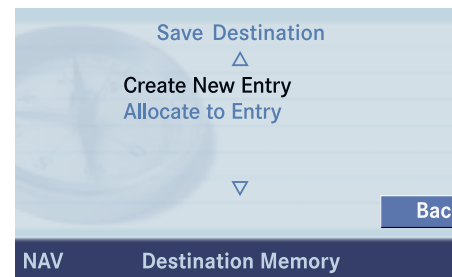 Save Destination
Create New Entry
Allocate to Entry
Bac
NAV Destination Memory